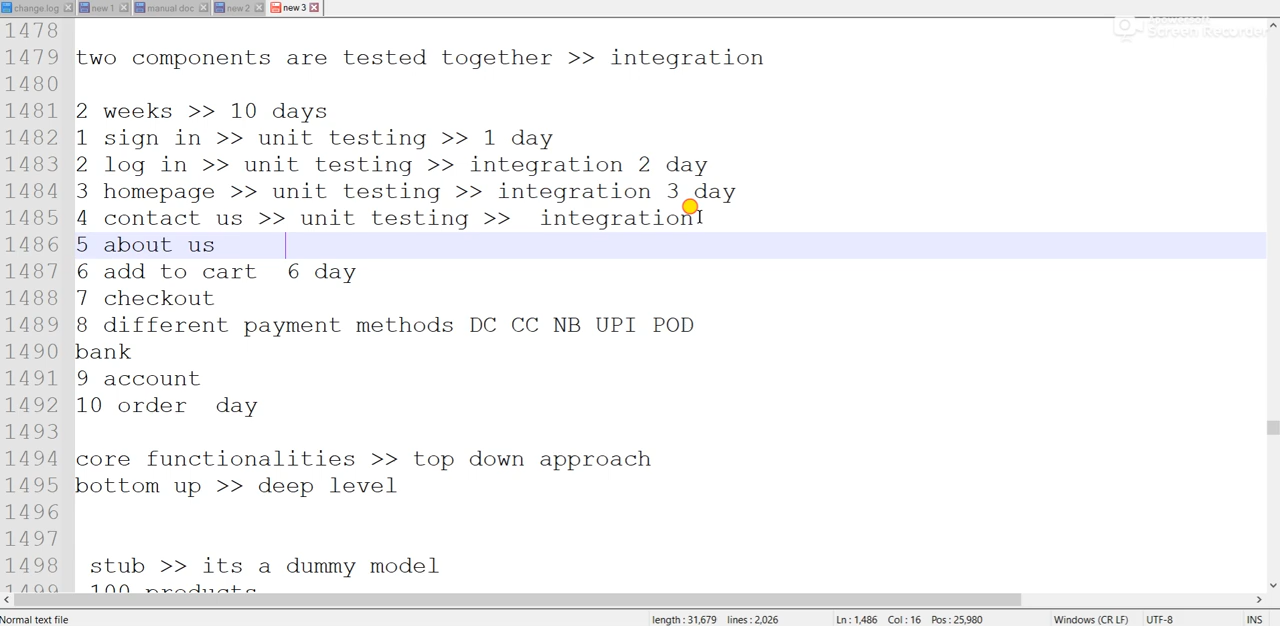 change.log new 1 manual doc new 2 new 3
1478
Screen Recorder
1479 two components are tested together >> integration
1480
1481 2 weeks >> 10 days
1482 1 sign in >> unit testing >> 1 day
1483 2 log in >> unit testing >> integration 2 day
1484 3 homepage >> unit testing >> integration 3 day
1485 4 contact us >> unit testing >>  integration
1486 5 about us
1487 6 add to cart  6 day
1488 7 checkout
1489 8 different payment methods DC CC NB UPI POD
1490 bank
1491 9 account
1492 10 order  day
1493
1494 core functionalities >> top down approach
1495 bottom up >> deep level
1496
1497
1498  stub >> its a dummy model
1499  100 products
Normal text file length : 31,679 lines : 2,026 Ln : 1,486 Col : 16 Pos : 25,980 Windows (CR LF) UTF-8 INS